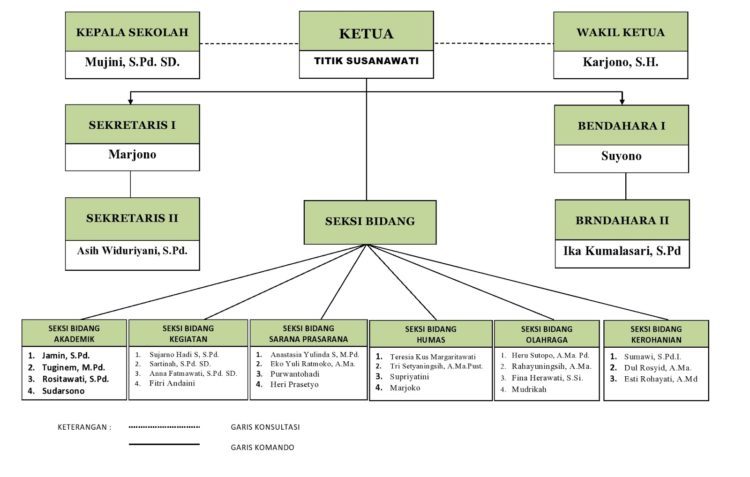 KEPALA SEKOLAH
Mujini, S.Pd. SD.
KETUA
TITIK SUSANAWATI
WAKIL KETUA
Karjono, S.H.
SEKRETARIS I
Marjono
BENDAHARA I
Suyono
SEKRETARIS II
Asih Widuriyani, S.Pd.
SEKSI BIDANG
BRNDAHARA II
Ika Kumalasari, S.Pd
SEKSI BIDANG
AKADEMIK
1. Jamin, S.Pd.
2. Tuginem, M.Pd.
3. Rositawati, S.Pd.
4. Sudarsono
SEKSI BIDANG
KEGIATAN
1. Sujarno Hadi S, S.Pd.
2. Sartinah, S.Pd. SD.
3. Anna Fatmawati, S.Pd. SD.
4. Fitri Andaini
SEKSI BIDANG
SARANA PRASARANA
1. Anastasia Yulinda S, M.Pd.
2. Eko Yuli Ratmoko, A.Ma.
3. Purwantohadi
4. Heri Prasetyo
SEKSI BIDANG
HUMAS
1. Teresia Kus Margaritawati
2. Tri Setyaningsih, A.Ma.Pust.
3. Supriyatini
4. Marjoko
SEKSI BIDANG
OLAHRAGA
1. Heru Sutopo, A.Ma. Pd.
2. Rahayuningsih, A.Ma.
3. Fina Herawati, S.Si.
4. Mudrikah
SEKSI BIDANG
KEROHANIAN
1. Sumawi, S.Pd.I.
2. Dul Rosyid, A.Ma.
3. Esti Rohayati, A.Md
KETERANGAN :
GARIS KONSULTASI
GARIS KOMANDO